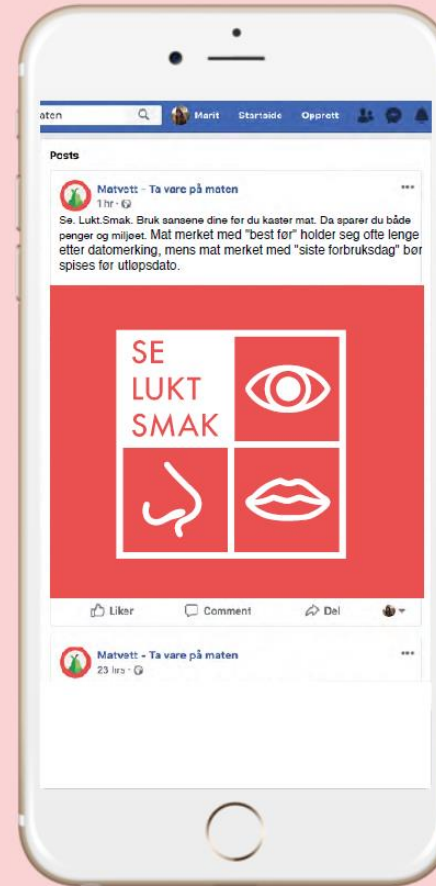 aten
Marit Startside Opprett
Posts
Matvett - Ta vare på maten
1 hr ·
Se. Lukt.Smak. Bruk sansene dine før du kaster mat. Da sparer du både
penger og miljøet. Mat merket med "best før" holder seg ofte lenge
etter datomerking, mens mat merket med "siste forbruksdag" bør
spises før utløpsdato.
SE
LUKT
SMAK
Liker Comment Del
Matvett - Ta vare på maten
23 hrs ·